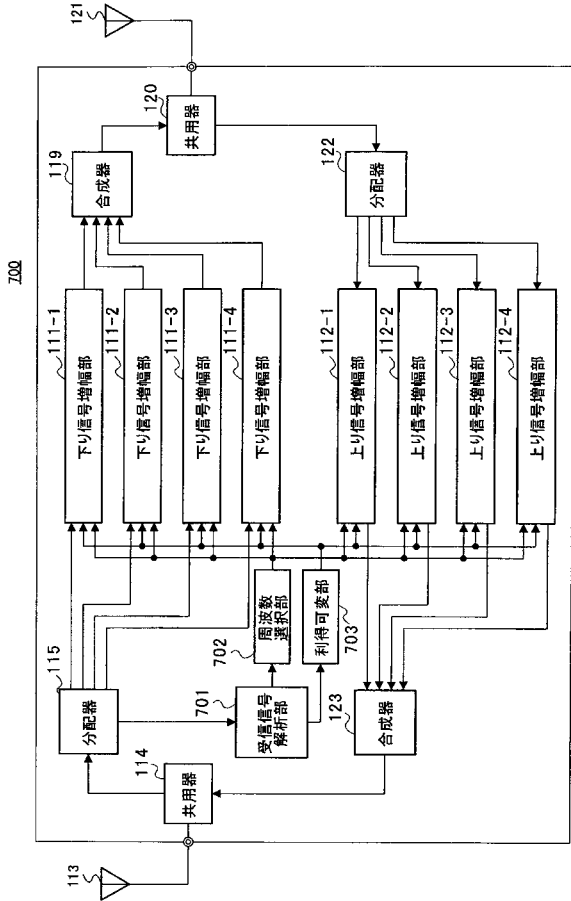 700
113
114
共用器
115
分配器
701
受信信号
解析部
702
周波数
選択部
利得可変部
703
123
合成器
111-1
下り信号増幅部
111-2
下り信号増幅部
111-3
下り信号増幅部
111-4
下り信号増幅部
112-1
上り信号増幅部
112-2
上り信号増幅部
112-3
上り信号増幅部
112-4
上り信号増幅部
119
合成器
120
共用器
121
122
分配器